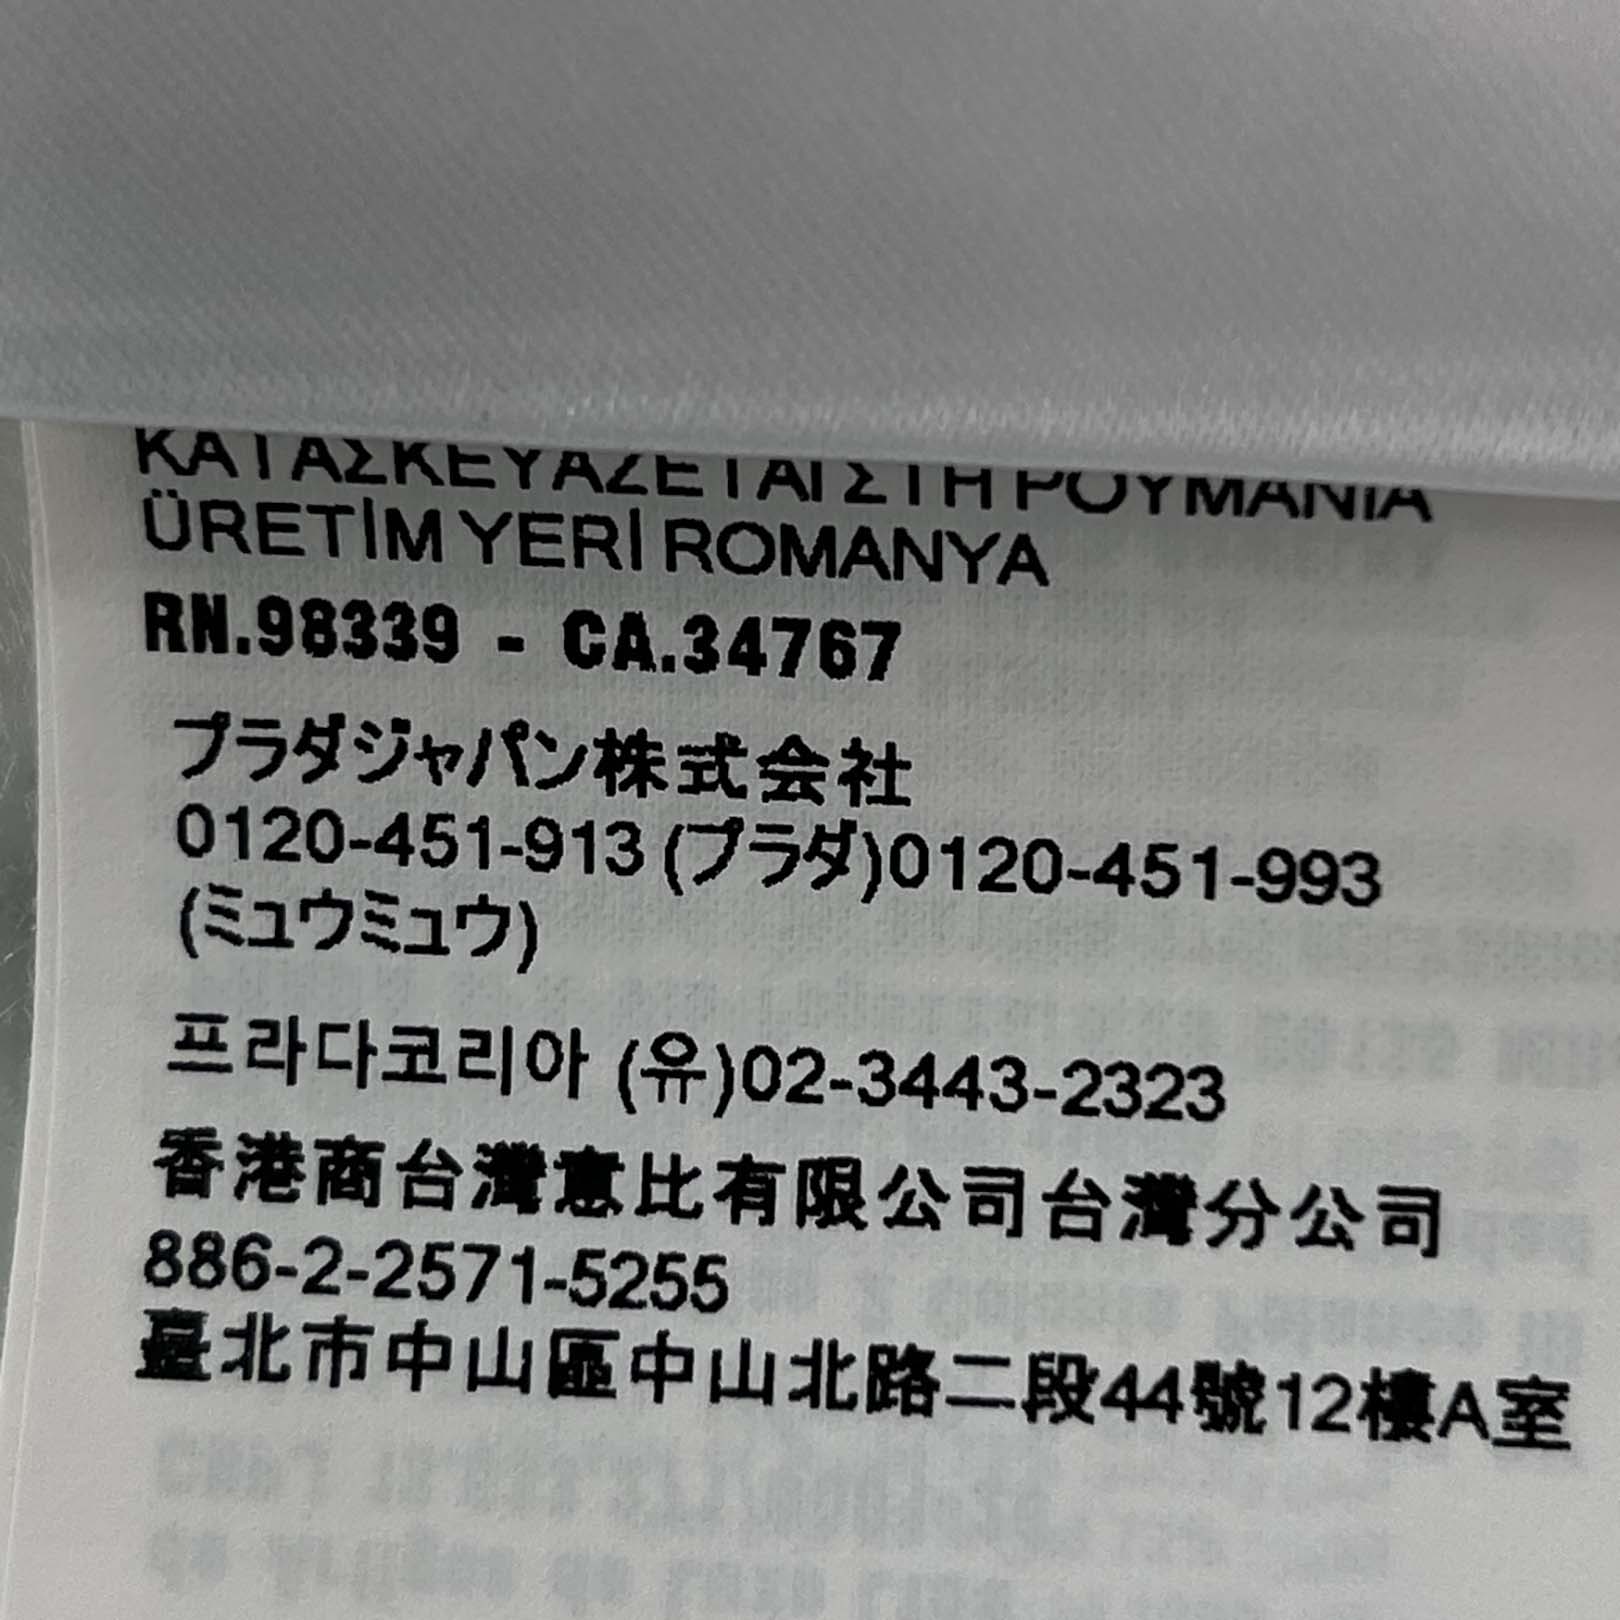 ΚΑΤΑΣΚΕΥΑΖΕΤΑΙ ΣΤΗ ΡΟΥΜΑΝΙΑ
ÜRETİM YERİ ROMANYA
RN.98339 - CA.34767
プラダジャパン株式会社
0120-451-913 (プラダ)0120-451-993
(ミュウミュウ)
프라다코리아 (유)02-3443-2323
香港商台灣惠比有限公司台灣分公司
886-2-2571-5255
臺北市中山區中山北路二段44號12樓A室